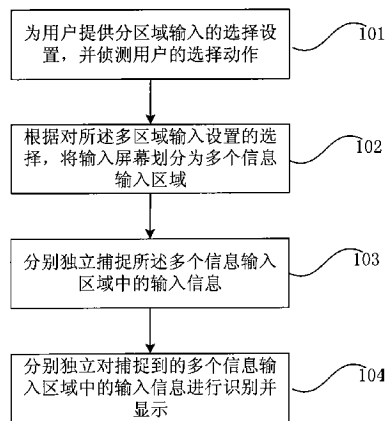 为用户提供分区域输入的选择设
置，并侦测用户的选择动作
101
根据对所述多区域输入设置的选
择，将输入屏幕划分为多个信息
输入区域
102
分别独立捕捉所述多个信息输入
区域中的输入信息
103
分别独立对捕捉到的多个信息输
入区域中的输入信息进行识别并
显示
104